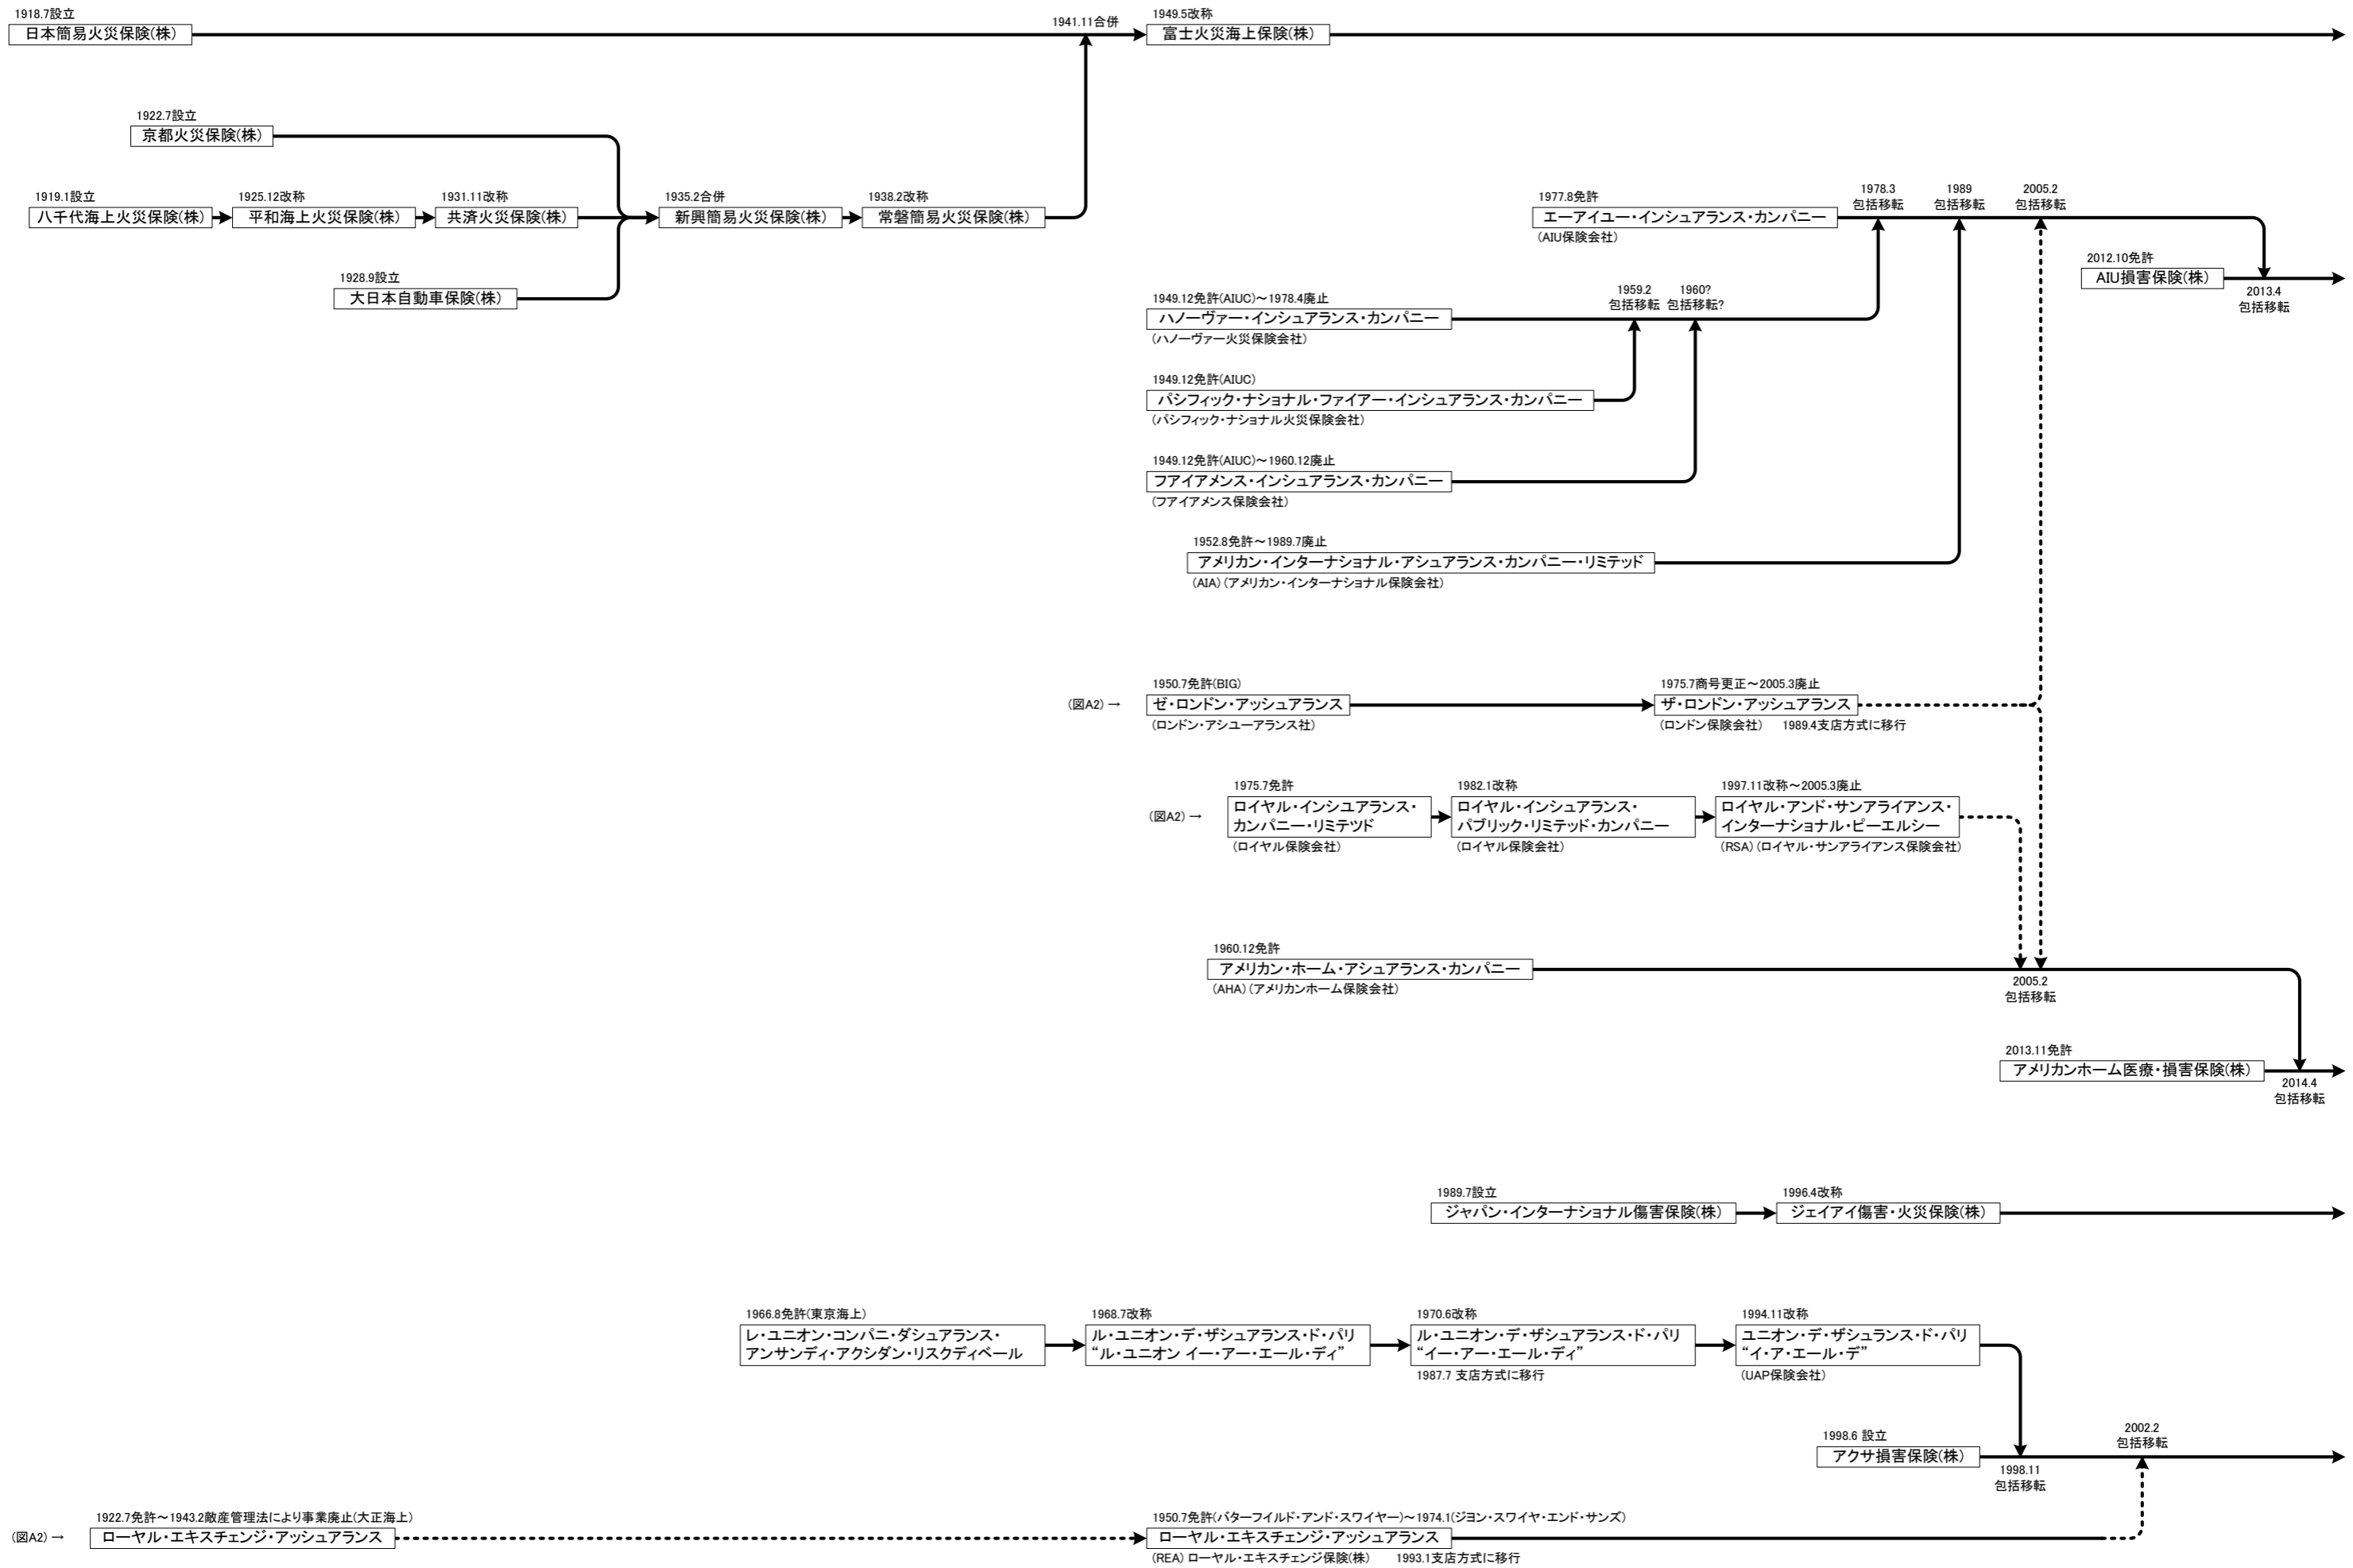 1918.7設立
日本簡易火災保険(株)
1941.11合併
1949.5改称
富士火災海上保険(株)
1922.7設立
京都火災保険(株)
1919.1設立
八千代海上火災保険(株)
1925.12改称
平和海上火災保険(株)
1931.11改称
共済火災保険(株)
1935.2合併
新興簡易火災保険(株)
1938.2改称
常磐簡易火災保険(株)
1928.9設立
大日本自動車保険(株)
1977.8免許
エーアイユー・インシュアランス・カンパニー
(AIU保険会社)
1978.3
包括移転
1989
包括移転
2005.2
包括移転
2012.10免許
AIU損害保険(株)
2013.4
包括移転
1949.12免許(AIUC)～1978.4廃止
ハノーヴァー・インシュアランス・カンパニー
(ハノーヴァー火災保険会社)
1959.2
包括移転
1960?
包括移転?
1949.12免許(AIUC)
パシフィック・ナショナル・ファイアー・インシュアランス・カンパニー
(パシフィック・ナショナル火災保険会社)
1949.12免許(AIUC)～1960.12廃止
フアイアメンス・インシュアランス・カンパニー
(フアイアメンス保険会社)
1952.8免許～1989.7廃止
アメリカン・インターナショナル・アシュアランス・カンパニー・リミテッド
(AIA)(アメリカン・インターナショナル保険会社)
(図A2) →
1950.7免許(BIG)
ゼ・ロンドン・アッシュアランス
(ロンドン・アシユーアランス社)
1975.7商号更正～2005.3廃止
ザ・ロンドン・アッシュアランス
(ロンドン保険会社) 1989.4支店方式に移行
(図A2) →
1975.7免許
ロイヤル・インシユアランス・
カンパニー・リミテツド
(ロイヤル保険会社)
1982.1改称
ロイヤル・インシュアランス・
パブリック・リミテッド・カンパニー
(ロイヤル保険会社)
1997.11改称～2005.3廃止
ロイヤル・アンド・サンアライアンス・
インターナショナル・ピーエルシー
(RSA)(ロイヤル・サンアライアンス保険会社)
1960.12免許
アメリカン・ホーム・アシュアランス・カンパニー
(AHA)(アメリカンホーム保険会社)
2005.2
包括移転
2013.11免許
アメリカンホーム医療・損害保険(株)
2014.4
包括移転
1989.7設立
ジャパン・インターナショナル傷害保険(株)
1996.4改称
ジェイアイ傷害・火災保険(株)
1966.8免許(東京海上)
レ・ユニオン・コンパニ・ダシュアランス・
アンサンディ・アクシダン・リスクディベール
1968.7改称
ル・ユニオン・デ・ザシュアランス・ド・パリ
“ル・ユニオン イー・アー・エール・ディ”
1970.6改称
ル・ユニオン・デ・ザシュアランス・ド・パリ
“イー・アー・エール・ディ”
1987.7 支店方式に移行
1994.11改称
ユニオン・デ・ザシュランス・ド・パリ
“イ・ア・エール・デ”
(UAP保険会社)
1998.6 設立
アクサ損害保険(株)
1998.11
包括移転
2002.2
包括移転
(図A2) →
1922.7免許～1943.2敵産管理法により事業廃止(大正海上)
ローヤル・エキスチェンジ・アッシュアランス
1950.7免許(バターフイルド・アンド・スワイヤー)～1974.1(ジヨン・スワイヤ・エンド・サンズ)
ローヤル・エキスチェンジ・アッシュアランス
(REA) ローヤル・エキスチェンジ保険(株) 1993.1支店方式に移行